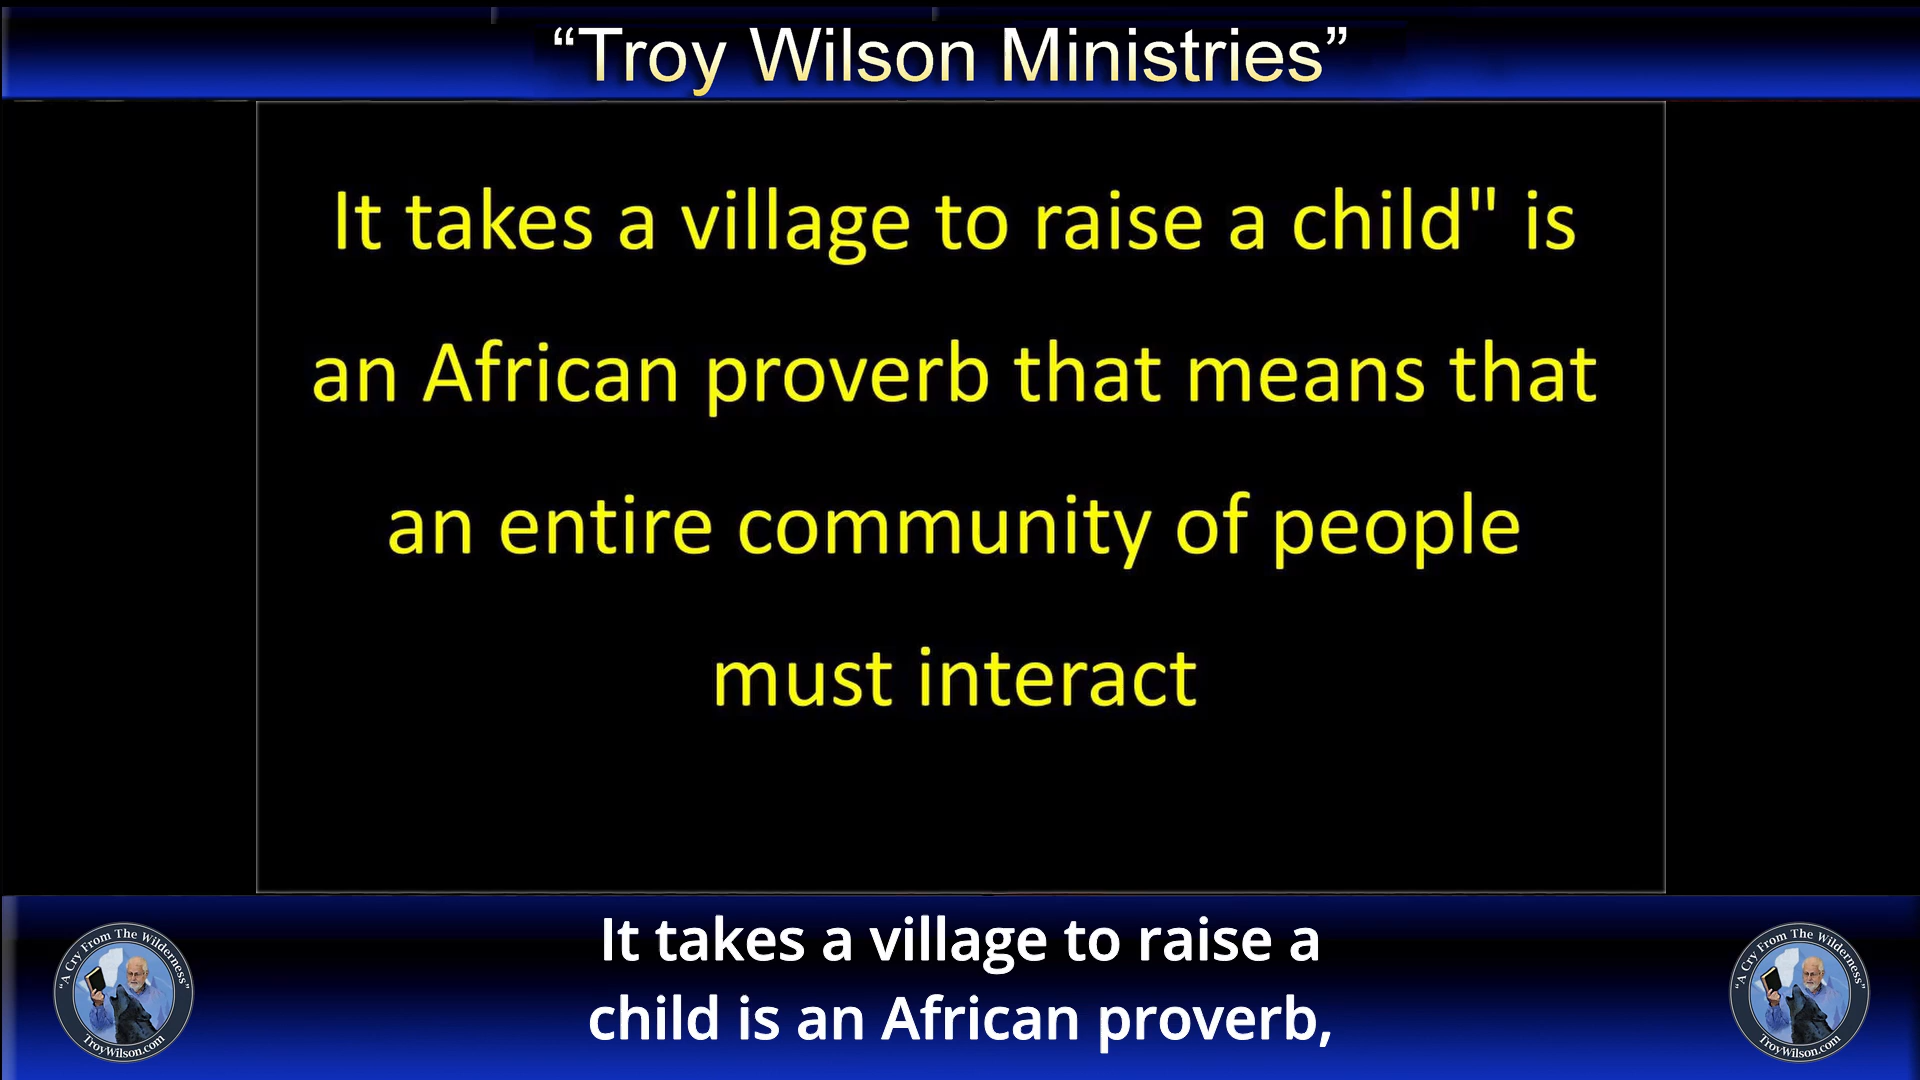 “Troy Wilson Ministries”
It takes a village to raise a child" is
an African proverb that means that
an entire community of people
must interact
It takes a village to raise a
child is an African proverb,
"A Cry From The Wilderness"
TroyWilson.com
"A Cry From The Wilderness"
TroyWilson.com